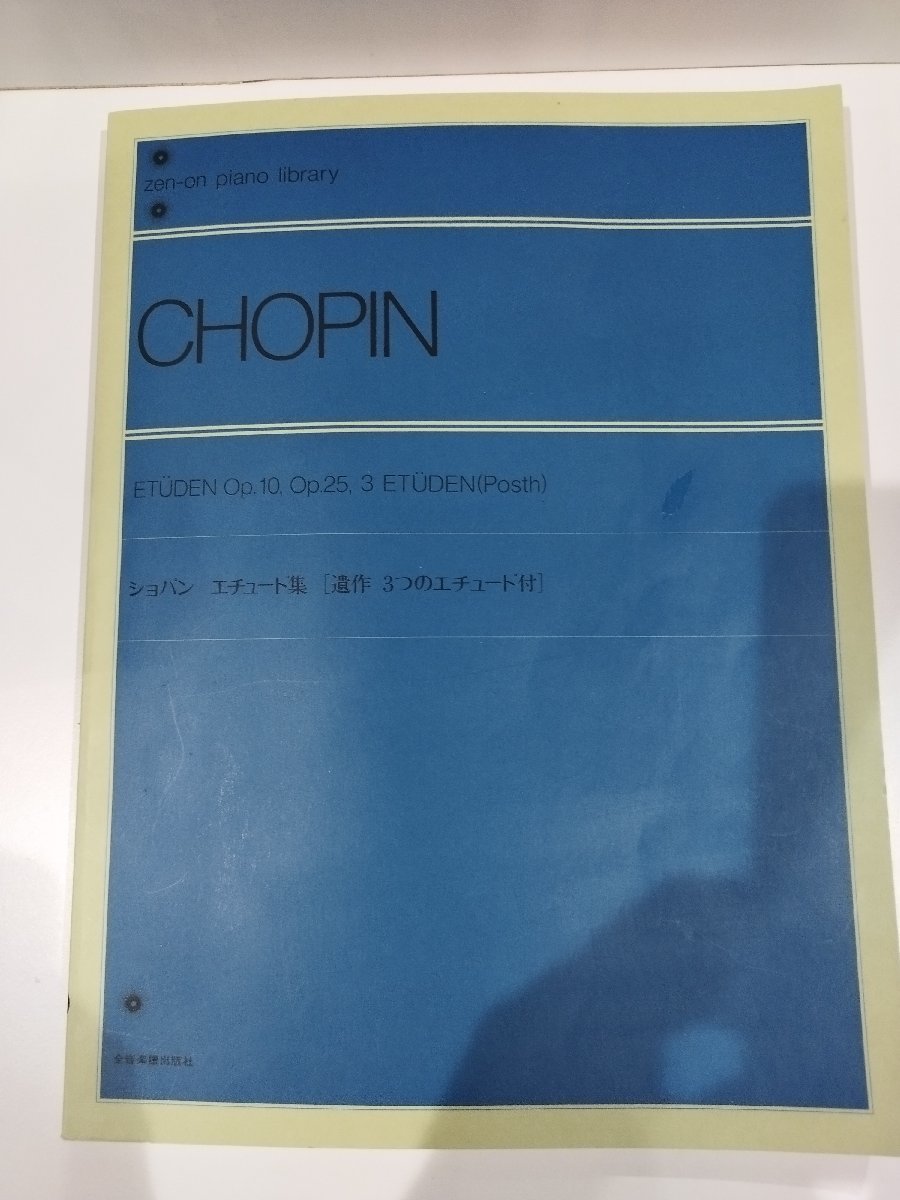 zen-on piano library
CHOPIN
ETÜDEN Op.10, Op.25, 3 ETÜDEN(Posth)
ショパン エチュード集 [遺作 3つのエチュード付]
全音楽譜出版社